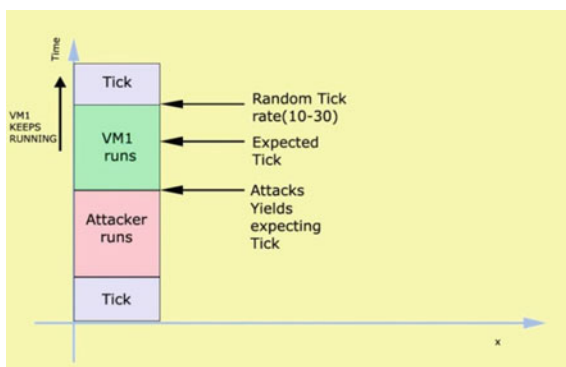 Time
Tick
Random Tick
rate(10-30)
VM1
KEEPS
RUNNING
VM1
runs
Expected
Tick
Attacks
Yields
expecting
Tick
Attacker
runs
Tick
x